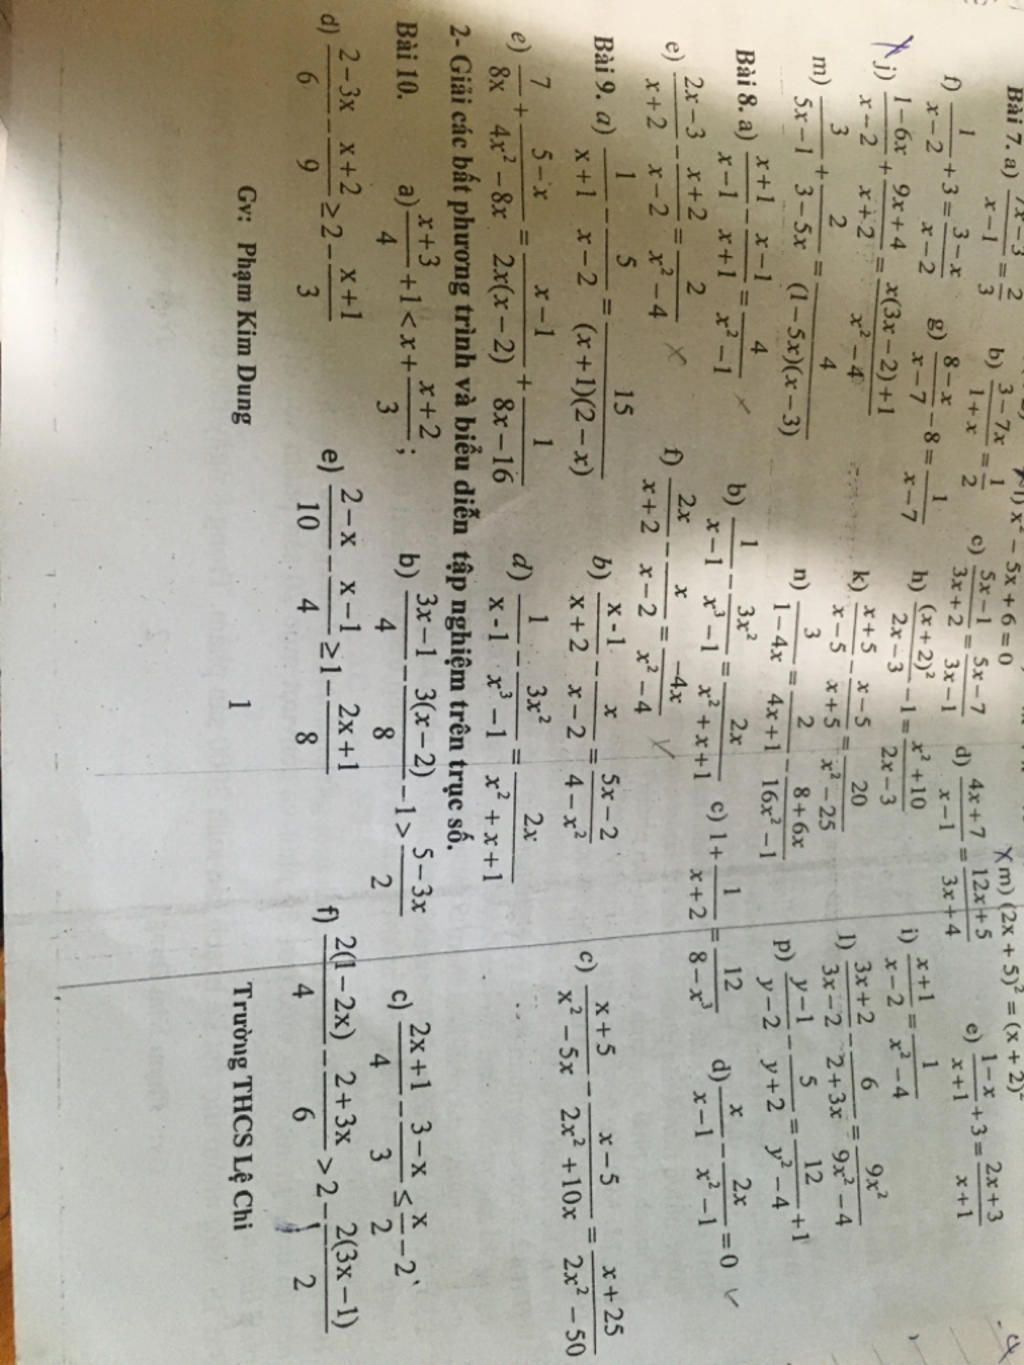 l) x² − 5x + 6 = 0 m) (2x + 5)² = (x + 2)²
Bài 7. a) (7x−3)/(x−1) = 2/3 b) (3−7x)/(1+x) = 1/2 c) (5x−1)/(3x+2) = (5x−7)/(3x−1) d) (4x+7)/(x−1) = (12x+5)/(3x+4) e) (1−x)/(x+1) + 3 = (2x+3)/(x+1)
f) 1/(x−2) + 3 = (3−x)/(x−2) g) (8−x)/(x−7) − 8 = 1/(x−7) h) (x+2)²/(2x−3) − 1 = (x²+10)/(2x−3) i) (x+1)/(x−2) = 1/(x²−4)
j) (1−6x)/(x−2) + (9x+4)/(x+2) = (x(3x−2)+1)/(x²−4) k) (x+5)/(x−5) − (x−5)/(x+5) = 20/(x²−25) l) (3x+2)/(3x−2) − 6/(2+3x) = 9x²/(9x²−4)
m) 3/(5x−1) + 2/(3−5x) = 4/((1−5x)(x−3)) n) 3/(1−4x) = 2/(4x+1) − (8+6x)/(16x²−1) p) (y−1)/(y−2) − 5/(y+2) = 12/(y²−4) + 1
Bài 8. a) (x+1)/(x−1) − (x−1)/(x+1) = 4/(x²−1) b) 1/(x−1) − 3x²/(x³−1) = 2x/(x²+x+1) c) 1 + 1/(x+2) = 12/(8−x³) d) x/(x−1) − 2x/(x²−1) = 0
e) (2x−3)/(x+2) − (x+2)/(x−2) = 2/(x²−4) f) 2x/(x+2) − x/(x−2) = −4x/(x²−4)
Bài 9. a) 1/(x+1) − 5/(x−2) = 15/((x+1)(2−x)) b) (x-1)/(x+2) − x/(x−2) = (5x−2)/(4−x²) c) (x+5)/(x²−5x) − (x−5)/(2x²+10x) = (x+25)/(2x²−50)
e) 7/8x + (5−x)/(4x²−8x) = (x−1)/(2x(x−2)) + 1/(8x−16) d) 1/(x-1) − 3x²/(x³−1) = 2x/(x²+x+1)
2- Giải các bất phương trình và biểu diễn tập nghiệm trên trục số.
Bài 10. a) (x+3)/4 + 1 < x + (x+2)/3 ; b) (3x−1)/4 − 3(x−2)/8 − 1 > (5−3x)/2 c) (2x+1)/4 − (3−x)/3 ≤ x/2 − 2
d) (2−3x)/6 − (x+2)/9 ≥ 2 − (x+1)/3 e) (2−x)/10 − (x−1)/4 ≥ 1 − (2x+1)/8 f) 2(1−2x)/4 − (2+3x)/6 > 2 − 2(3x−1)/2
Gv: Phạm Kim Dung 1 Trường THCS Lệ Chi